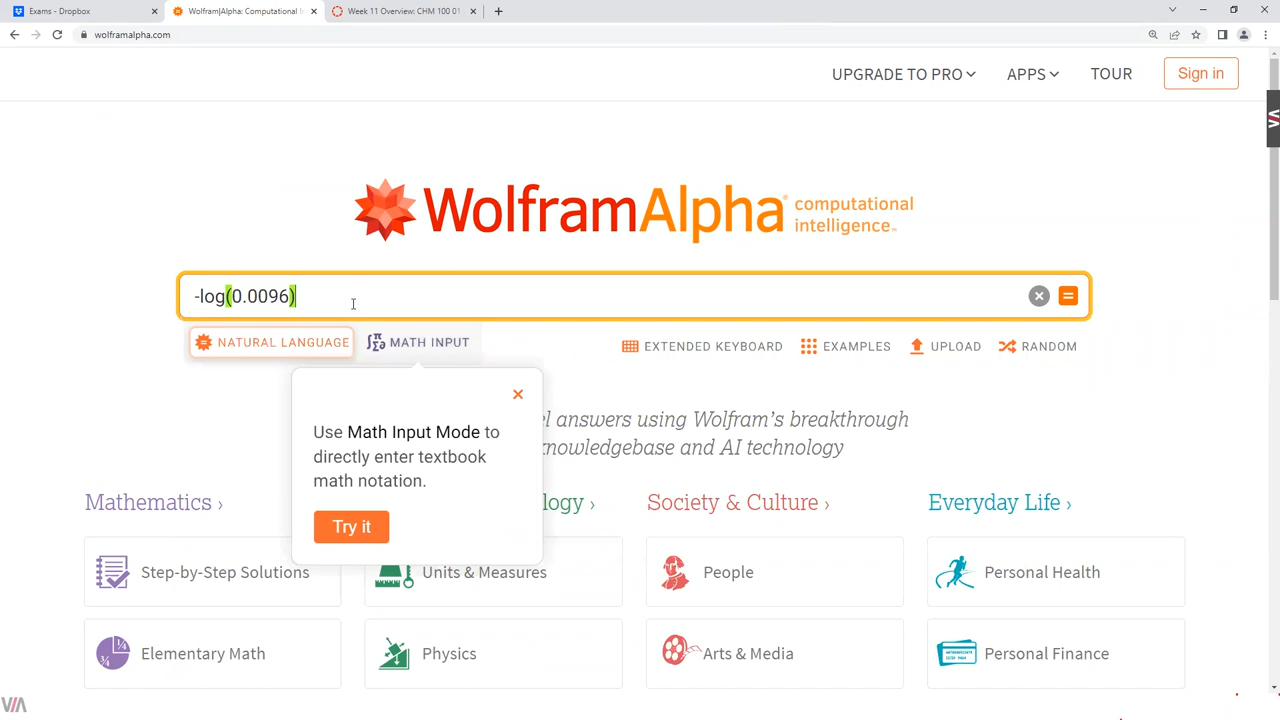 Exams - Dropbox
Wolfram|Alpha: Computational In
Week 11 Overview: CHM 100 01
wolframalpha.com
UPGRADE TO PRO
APPS
TOUR
Sign in
WolframAlpha computational intelligence™
-log(0.0096)
NATURAL LANGUAGE
MATH INPUT
EXTENDED KEYBOARD
EXAMPLES
UPLOAD
RANDOM
Use Math Input Mode to
directly enter textbook
math notation.
Try it
el answers using Wolfram's breakthrough
knowledgebase and AI technology
Mathematics ›
ology ›
Society & Culture ›
Everyday Life ›
Step-by-Step Solutions
Units & Measures
People
Personal Health
Elementary Math
Physics
Arts & Media
Personal Finance
VIA